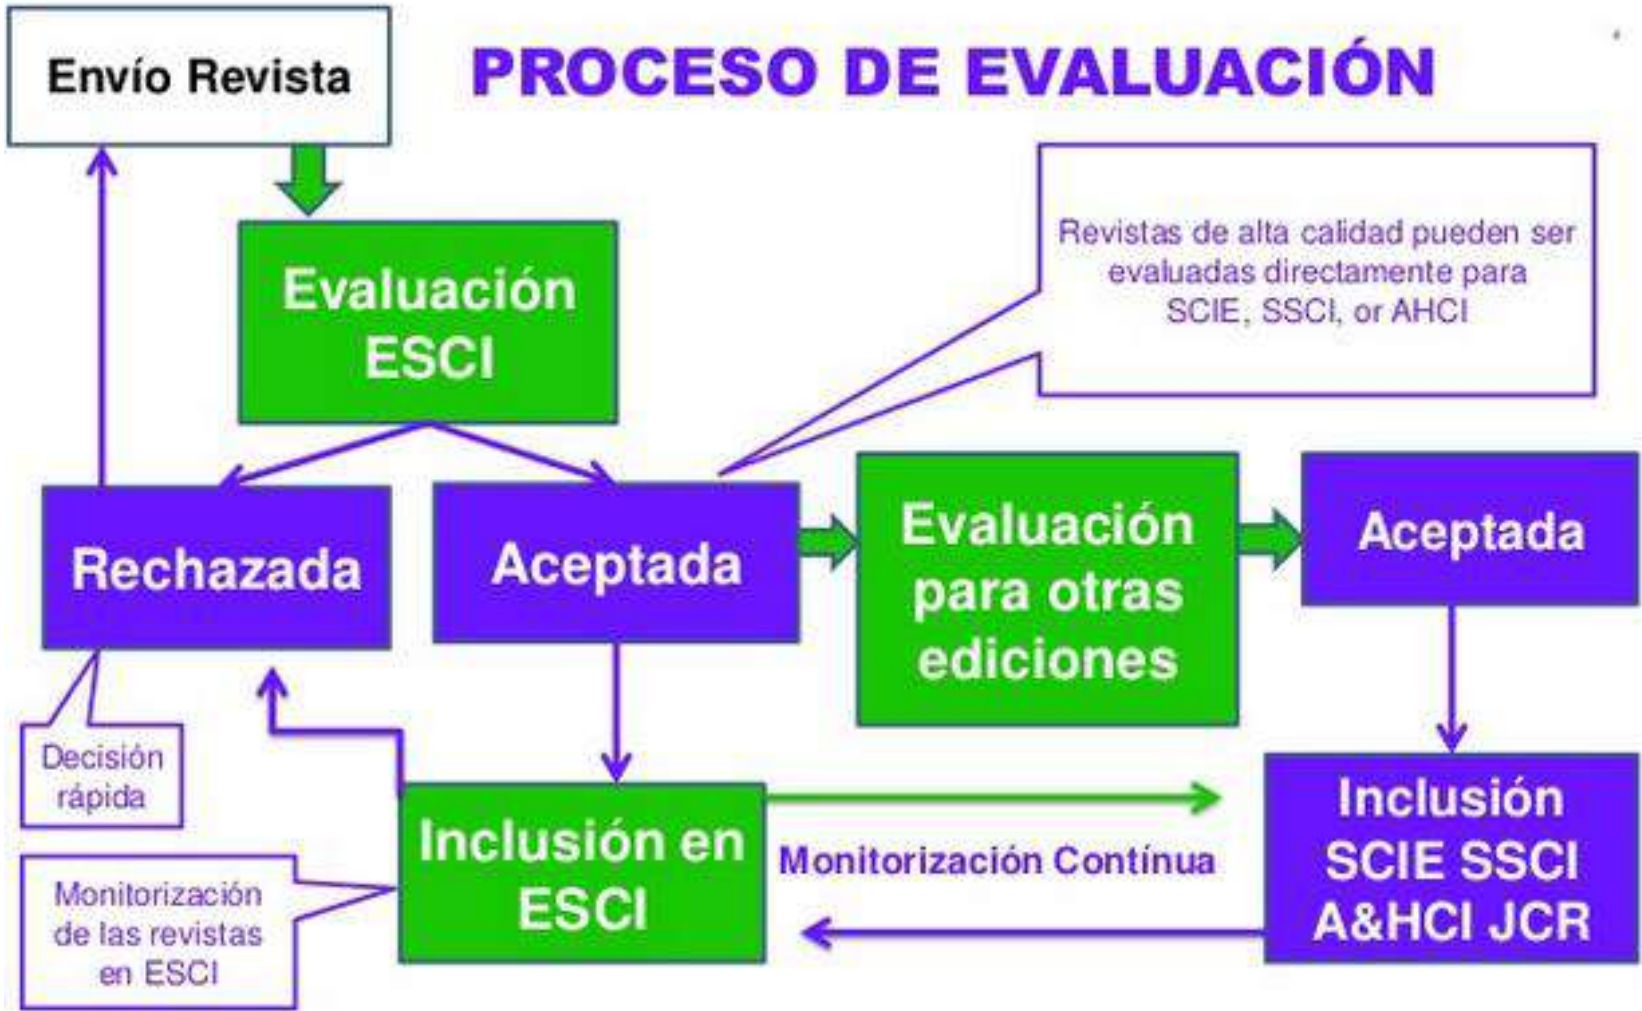 Envío Revista
PROCESO DE EVALUACIÓN
Revistas de alta calidad pueden ser
evaluadas directamente para
SCIE, SSCI, or AHCI
Evaluación
ESCI
Rechazada
Aceptada
Evaluación
para otras
ediciones
Aceptada
Decisión
rápida
Inclusión en
ESCI
Monitorización Contínua
Inclusión
SCIE SSCI
A&HCI JCR
Monitorización
de las revistas
en ESCI